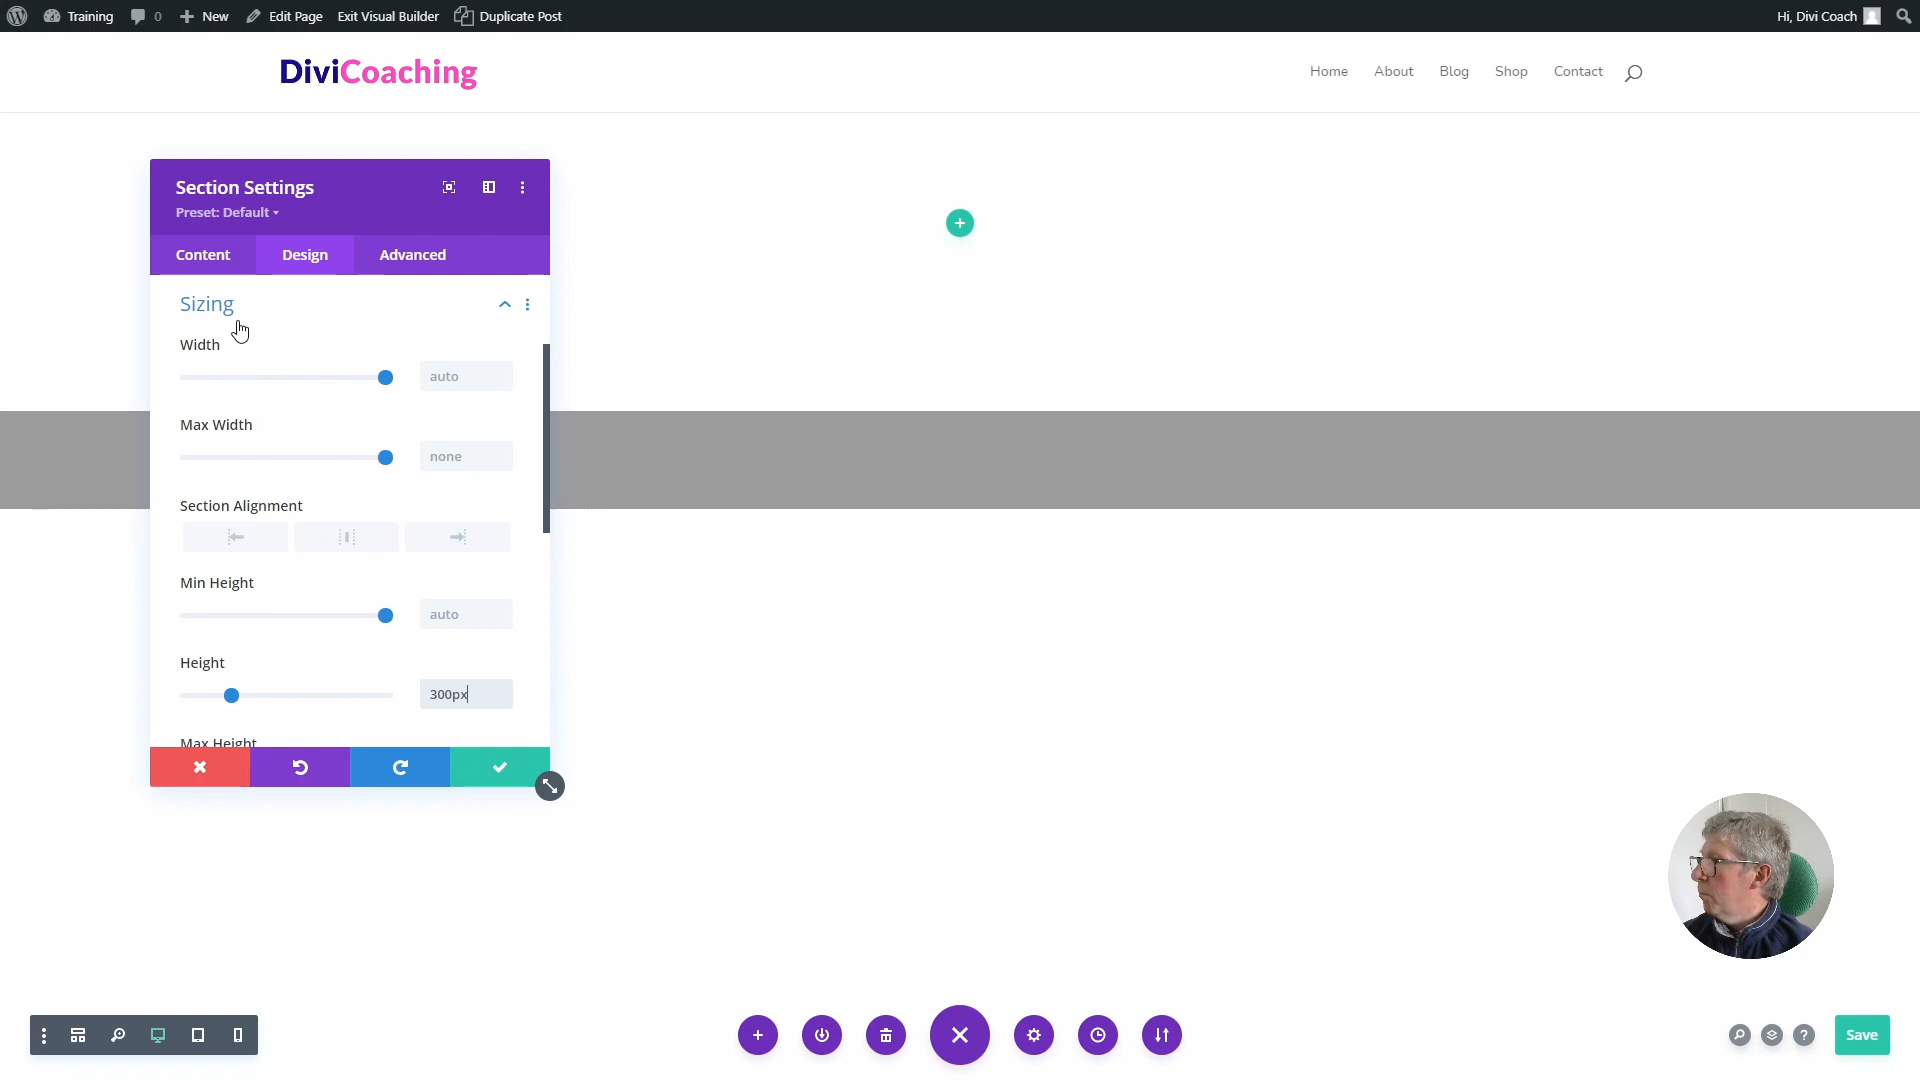 Training 0 New Edit Page Exit Visual Builder Duplicate Post Hi, Divi Coach
DiviCoaching Home About Blog Shop Contact
Section Settings
Preset: Default
Content Design Advanced
Sizing
Width
auto
Max Width
none
Section Alignment
Min Height
auto
Height
300px
Max Height
Save